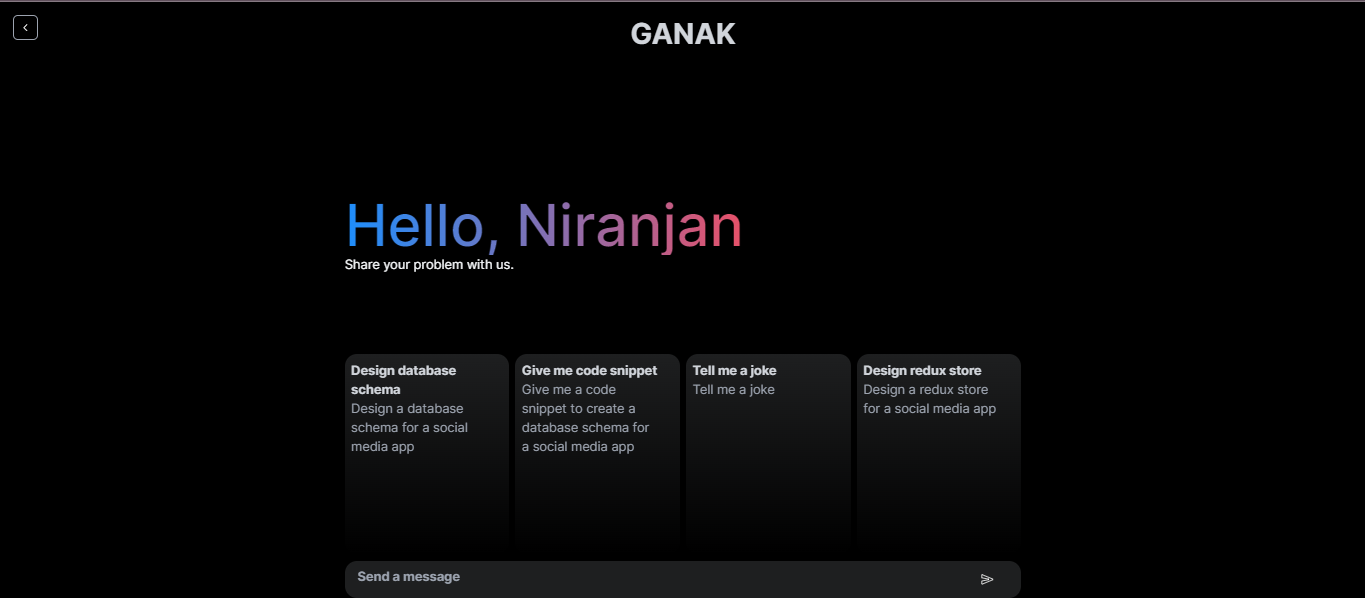 GANAK
Hello, Niranjan
Share your problem with us.
Design database
schema
Design a database
schema for a social
media app
Give me code snippet
Give me a code
snippet to create a
database schema for
a social media app
Tell me a joke
Tell me a joke
Design redux store
Design a redux store
for a social media app
Send a message